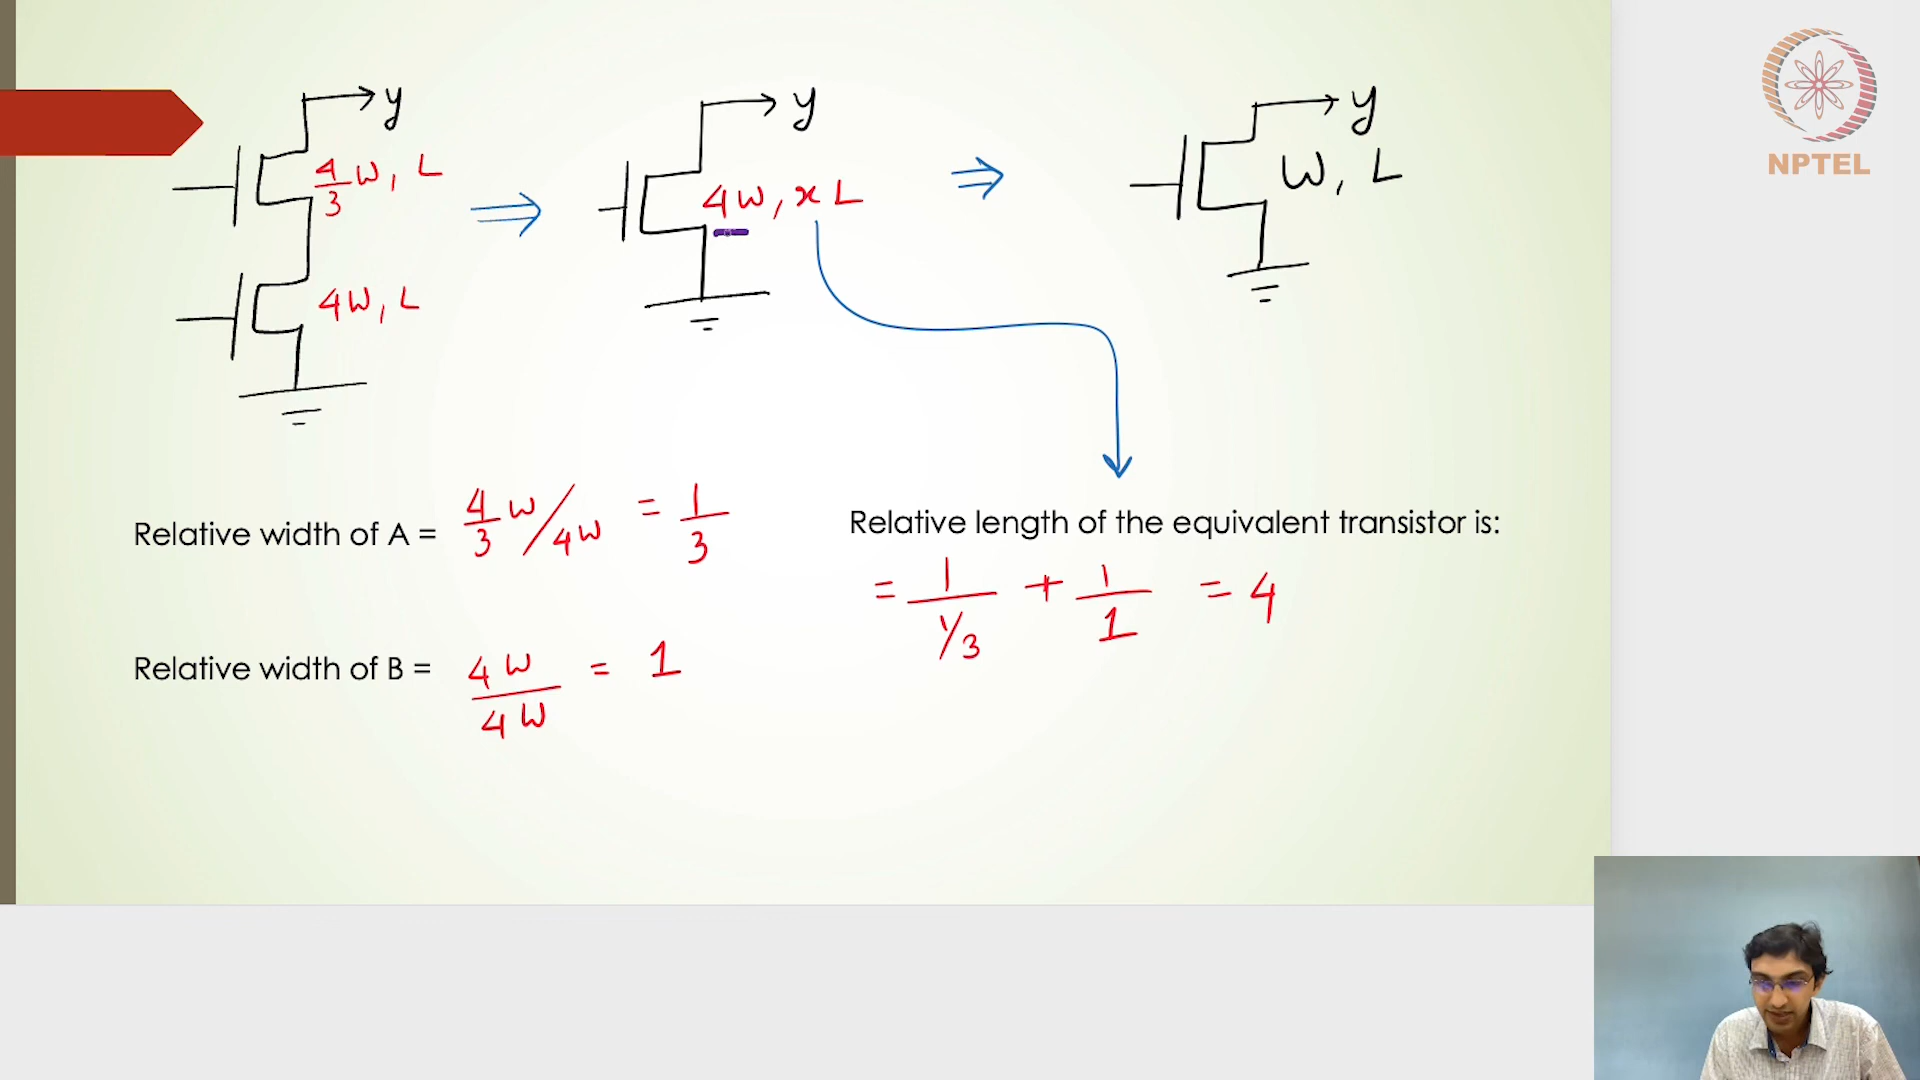 y
4/3 W, L
4W, L
y
4W, x L
y
W, L
NPTEL
Relative width of A = 4/3 W / 4W = 1/3
Relative width of B = 4W/4W = 1
Relative length of the equivalent transistor is:
= 1/(1/3) + 1/1 = 4